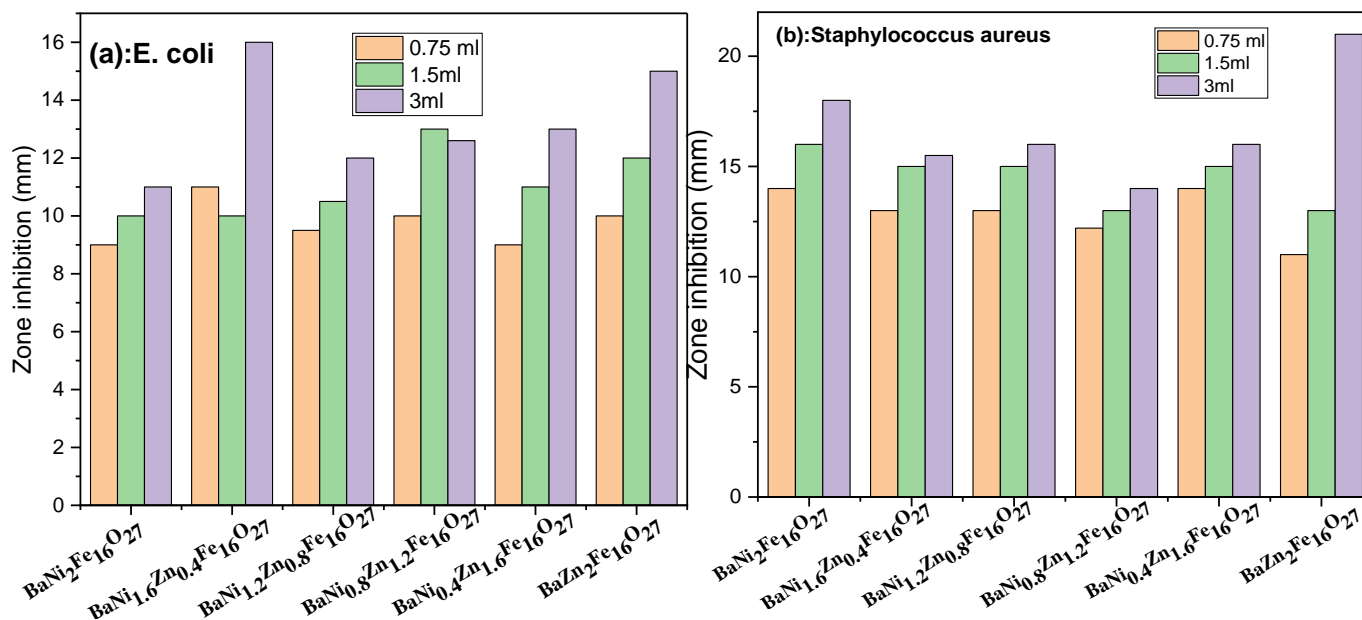 (a):E. coli
0.75 ml
1.5ml
3ml
Zone inhibition (mm)
16
14
12
10
8
6
4
2
0
BaNi2Fe16O27
BaNi1.6Zn0.4Fe16O27
BaNi1.2Zn0.8Fe16O27
BaNi0.8Zn1.2Fe16O27
BaNi0.4Zn1.6Fe16O27
BaZn2Fe16O27
(b):Staphylococcus aureus
0.75 ml
1.5ml
3ml
Zone inhibition (mm)
20
15
10
5
0
BaNi2Fe16O27
BaNi1.6Zn0.4Fe16O27
BaNi1.2Zn0.8Fe16O27
BaNi0.8Zn1.2Fe16O27
BaNi0.4Zn1.6Fe16O27
BaZn2Fe16O27